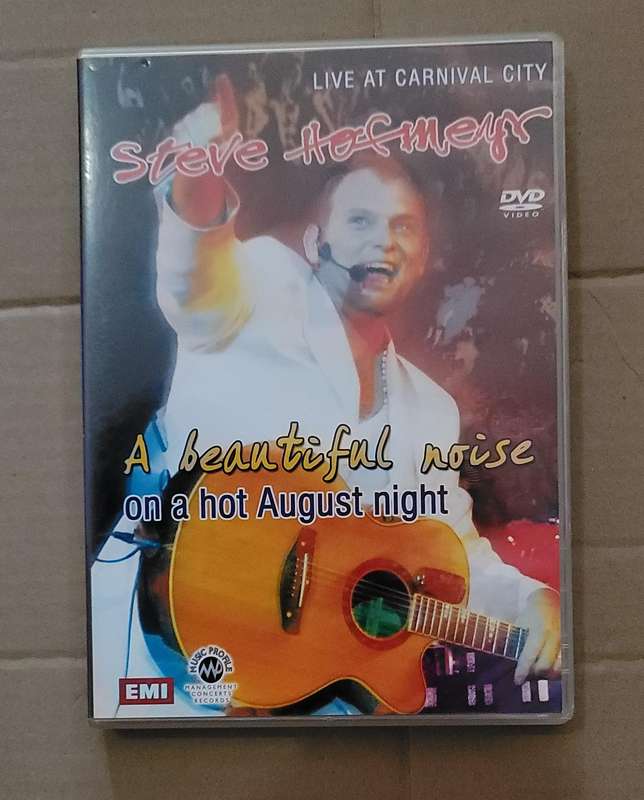 LIVE AT CARNIVAL CITY
Steve Hofmeyr
DVD
VIDEO
A beautiful noise
on a hot August night
EMI
MUSIC PROFILE
MANAGEMENT
CONCERTS
RECORDS